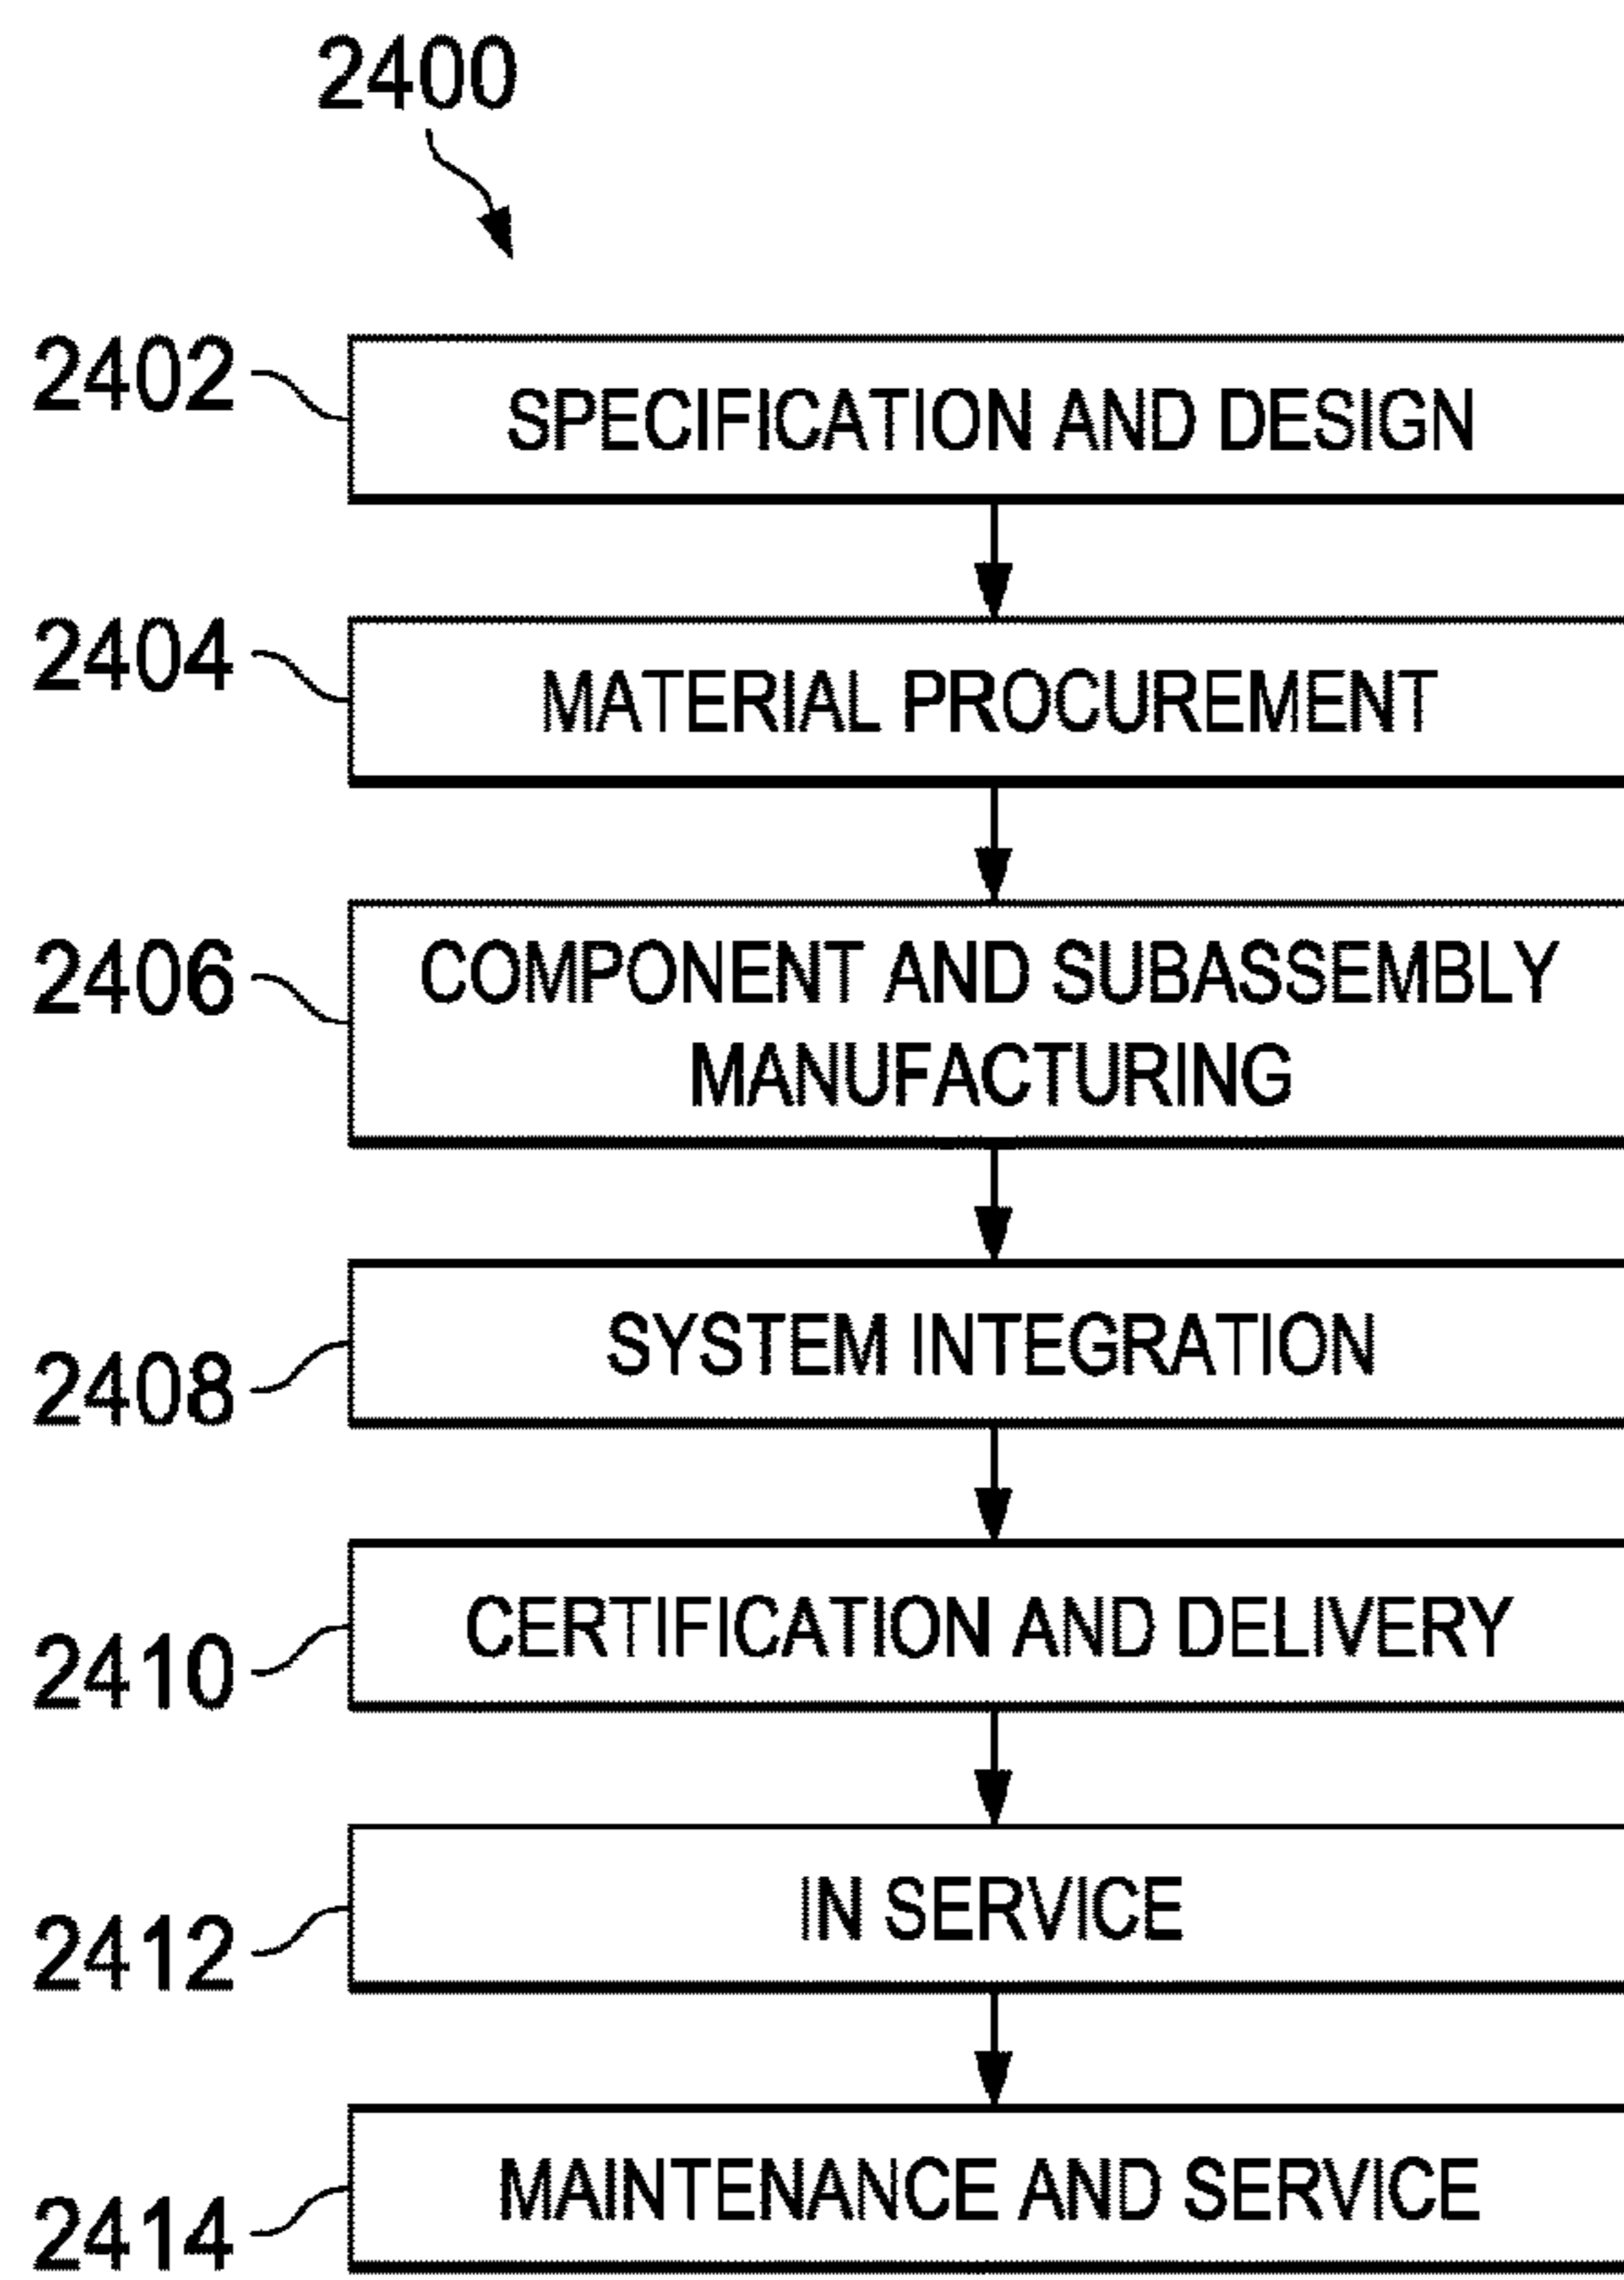 2400
2402
SPECIFICATION AND DESIGN
2404
MATERIAL PROCUREMENT
2406
COMPONENT AND SUBASSEMBLY
MANUFACTURING
2408
SYSTEM INTEGRATION
2410
CERTIFICATION AND DELIVERY
2412
IN SERVICE
2414
MAINTENANCE AND SERVICE